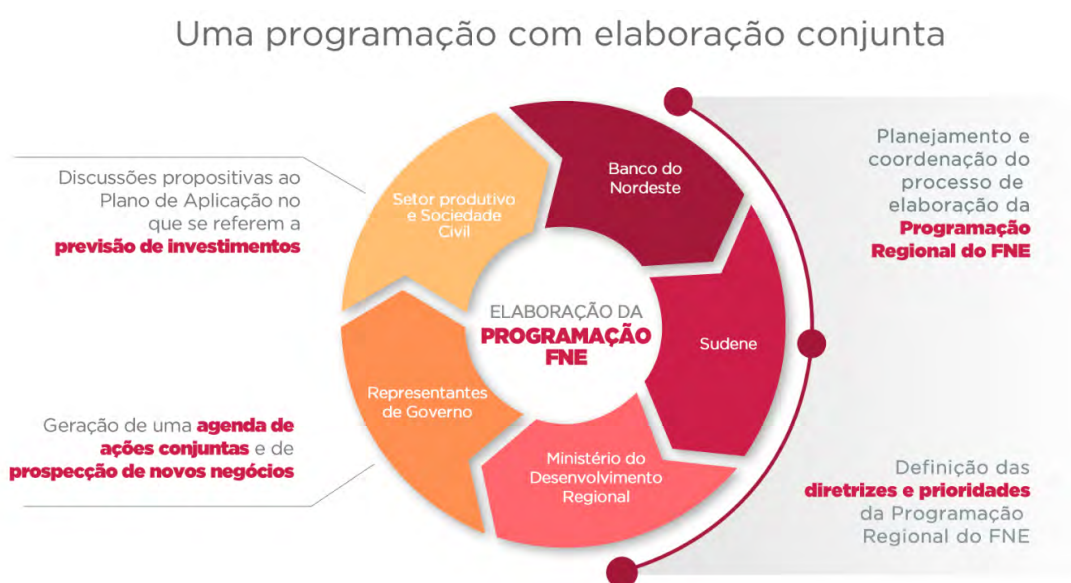 Uma programação com elaboração conjunta
Discussões propositivas ao
Plano de Aplicação no
que se referem a
previsão de investimentos
Geração de uma agenda de
ações conjuntas e de
prospecção de novos negócios
Setor produtivo
e Sociedade
Civil
Banco do
Nordeste
Sudene
Ministério do
Desenvolvimento
Regional
Representantes
de Governo
ELABORAÇÃO DA
PROGRAMAÇÃO
FNE
Planejamento e
coordenação do
processo de
elaboração da
Programação
Regional do FNE
Definição das
diretrizes e prioridades
da Programação
Regional do FNE